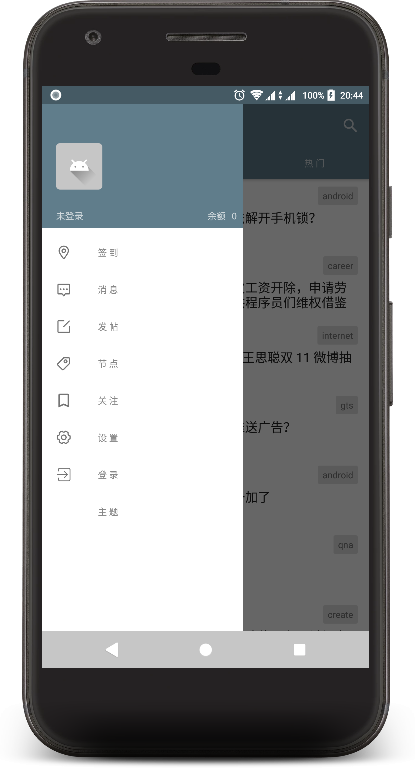 100% 20:44
热门
未登录
余额 0
签到
消息
发帖
节点
关注
设置
登录
主题
android
解开手机锁？
career
工资开除，申请劳
程序员们维权借鉴
internet
王思聪双 11 微博抽
gts
送广告？
android
加了
qna
create